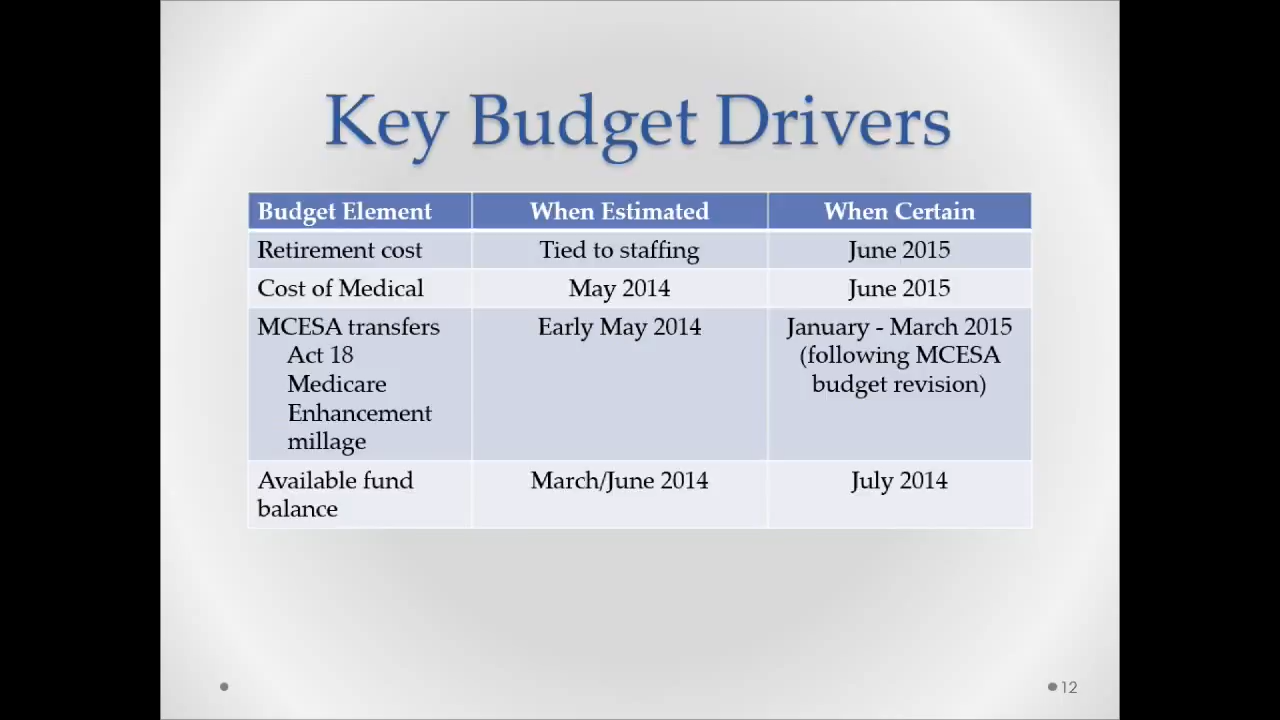 Key Budget Drivers
Budget Element When Estimated When Certain
Retirement cost Tied to staffing June 2015
Cost of Medical May 2014 June 2015
MCESA transfers Early May 2014 January - March 2015
Act 18 (following MCESA
Medicare budget revision)
Enhancement
millage
Available fund March/June 2014 July 2014
balance
12